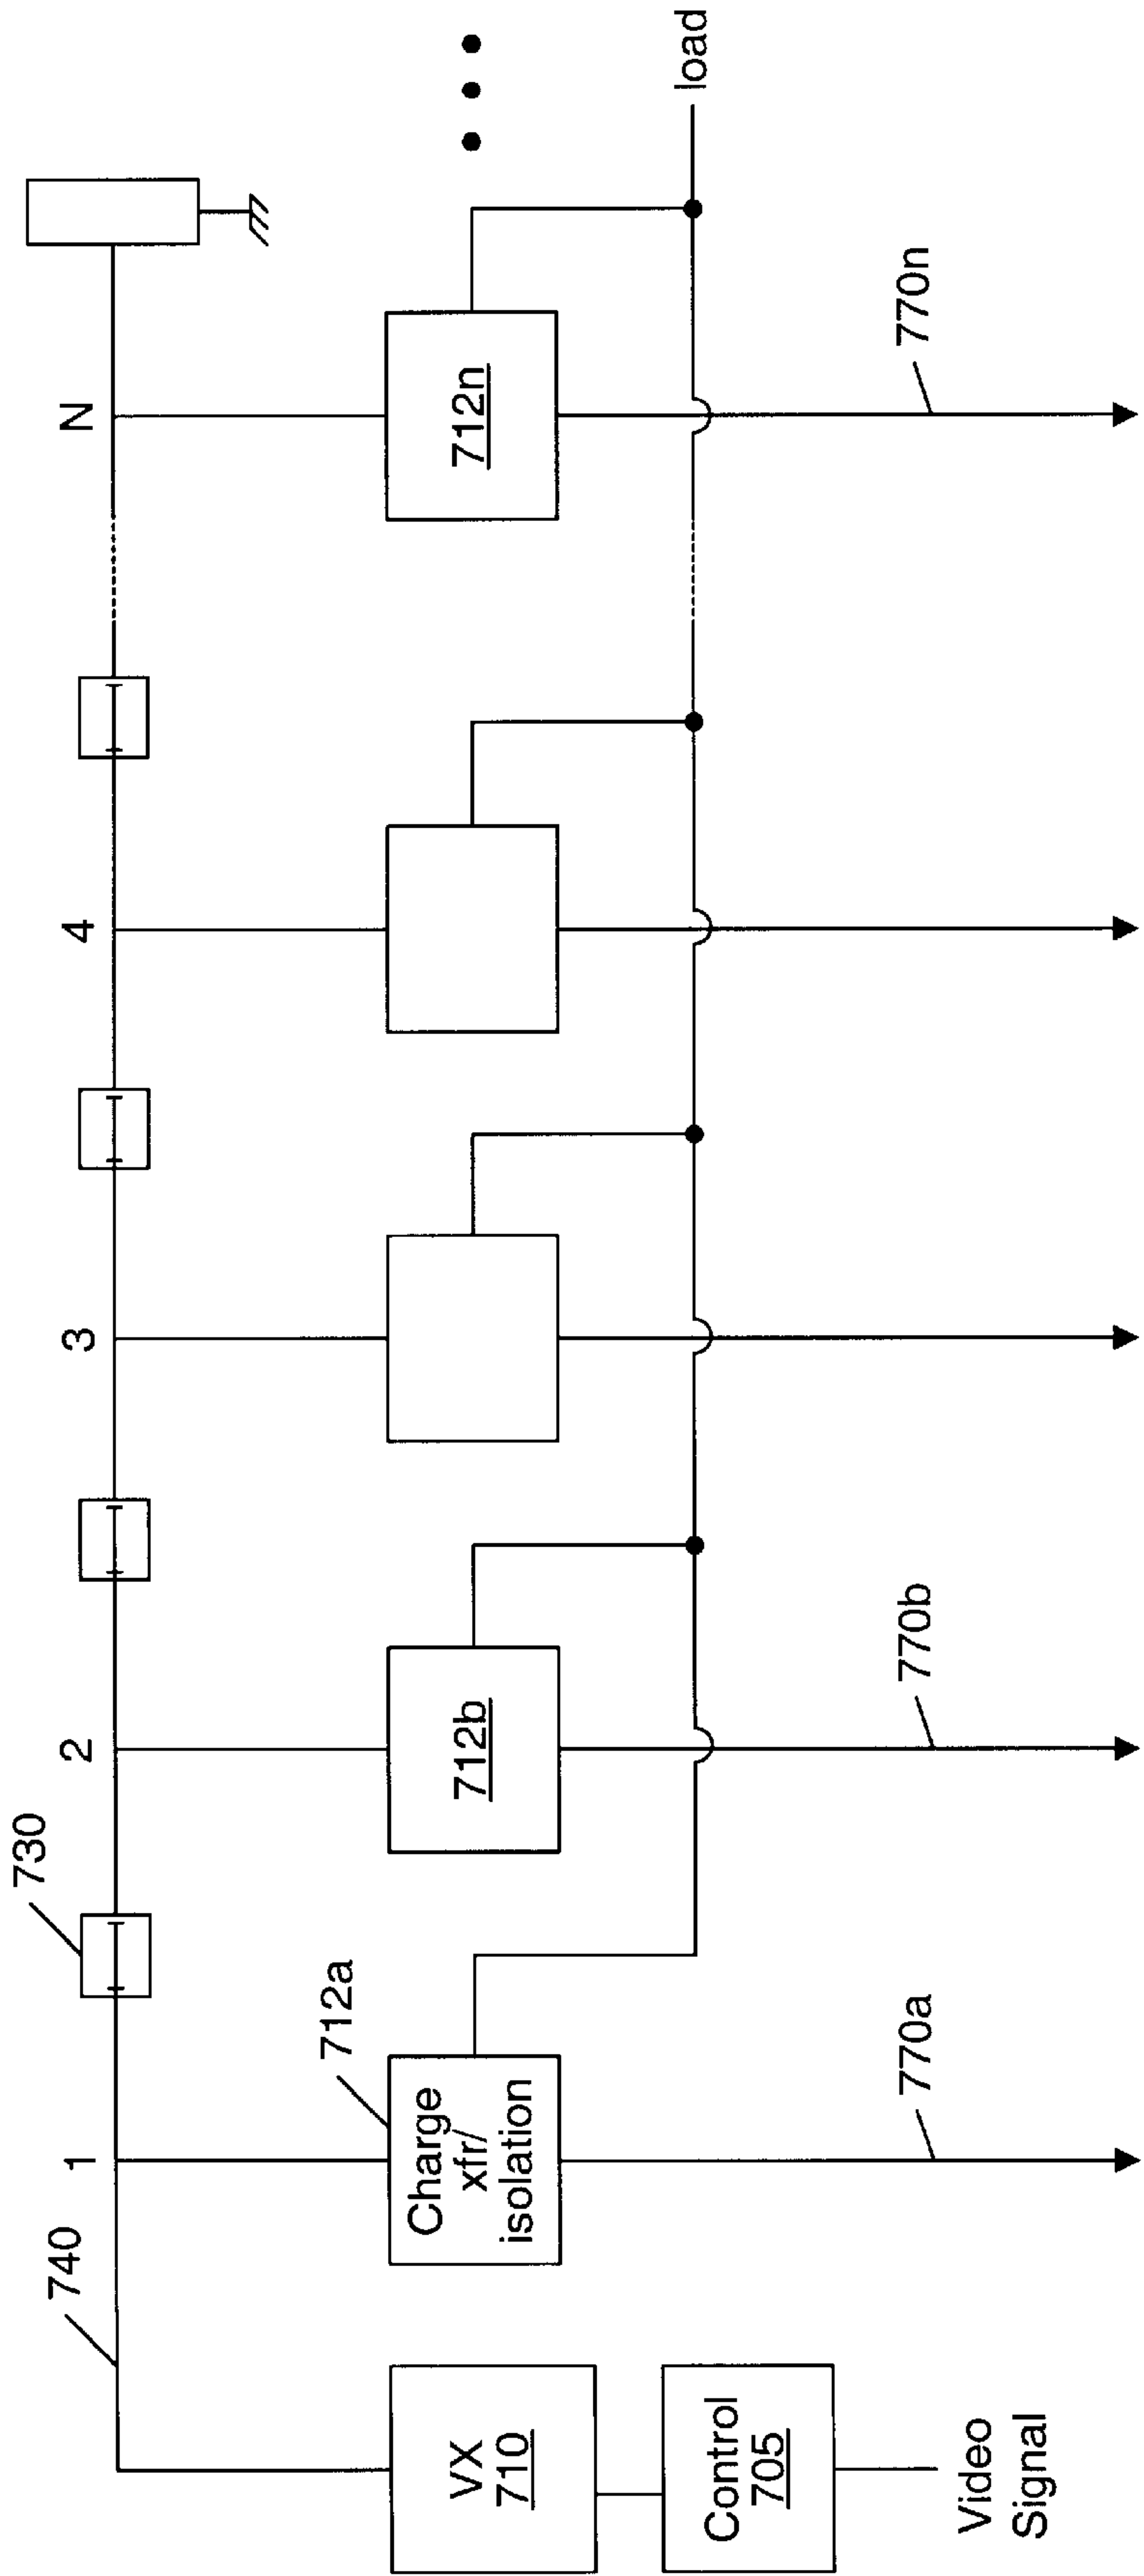 740
1
730
2
3
4
N
712a
Charge
xfr/
isolation
712b
712n
load
VX
710
Control
705
Video
Signal
770a
770b
770n